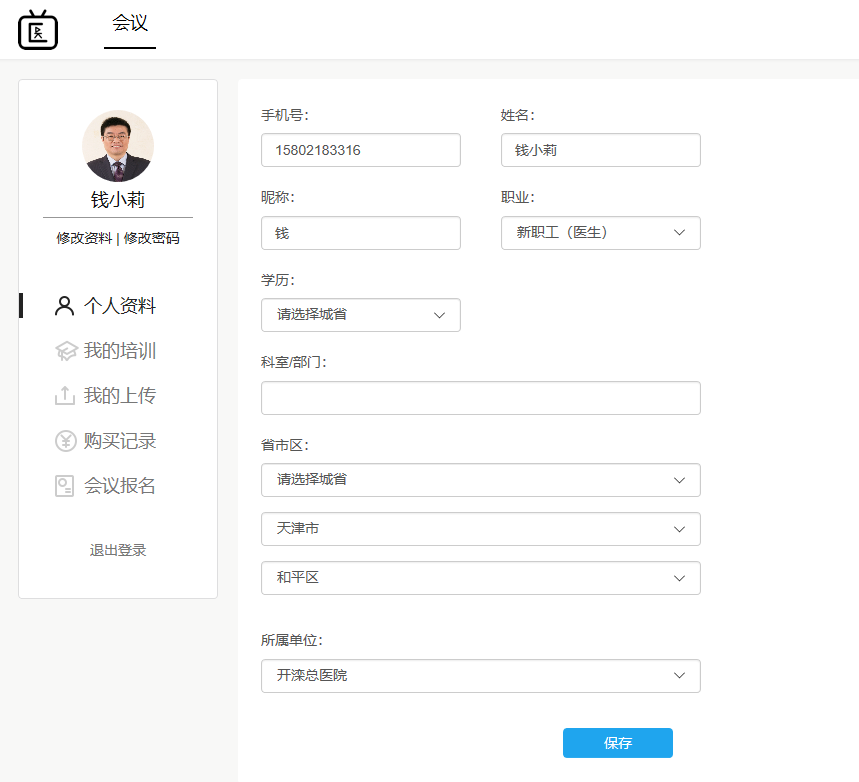 会议
钱小莉
修改资料 | 修改密码
个人资料
我的培训
我的上传
购买记录
会议报名
退出登录
手机号：
姓名：
15802183316
钱小莉
昵称：
职业：
钱
新职工（医生）
学历：
请选择城省
科室/部门：
省市区：
请选择城省
天津市
和平区
所属单位：
开滦总医院
保存